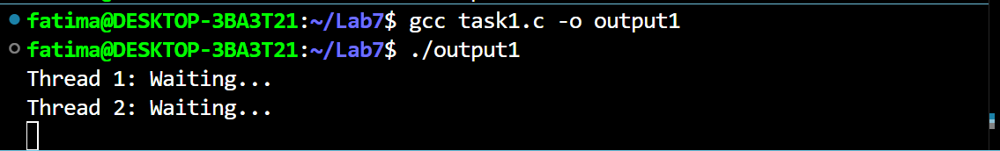 fatima@DESKTOP-3BA3T21:~/Lab7$ gcc task1.c -o output1
fatima@DESKTOP-3BA3T21:~/Lab7$ ./output1
Thread 1: Waiting...
Thread 2: Waiting...